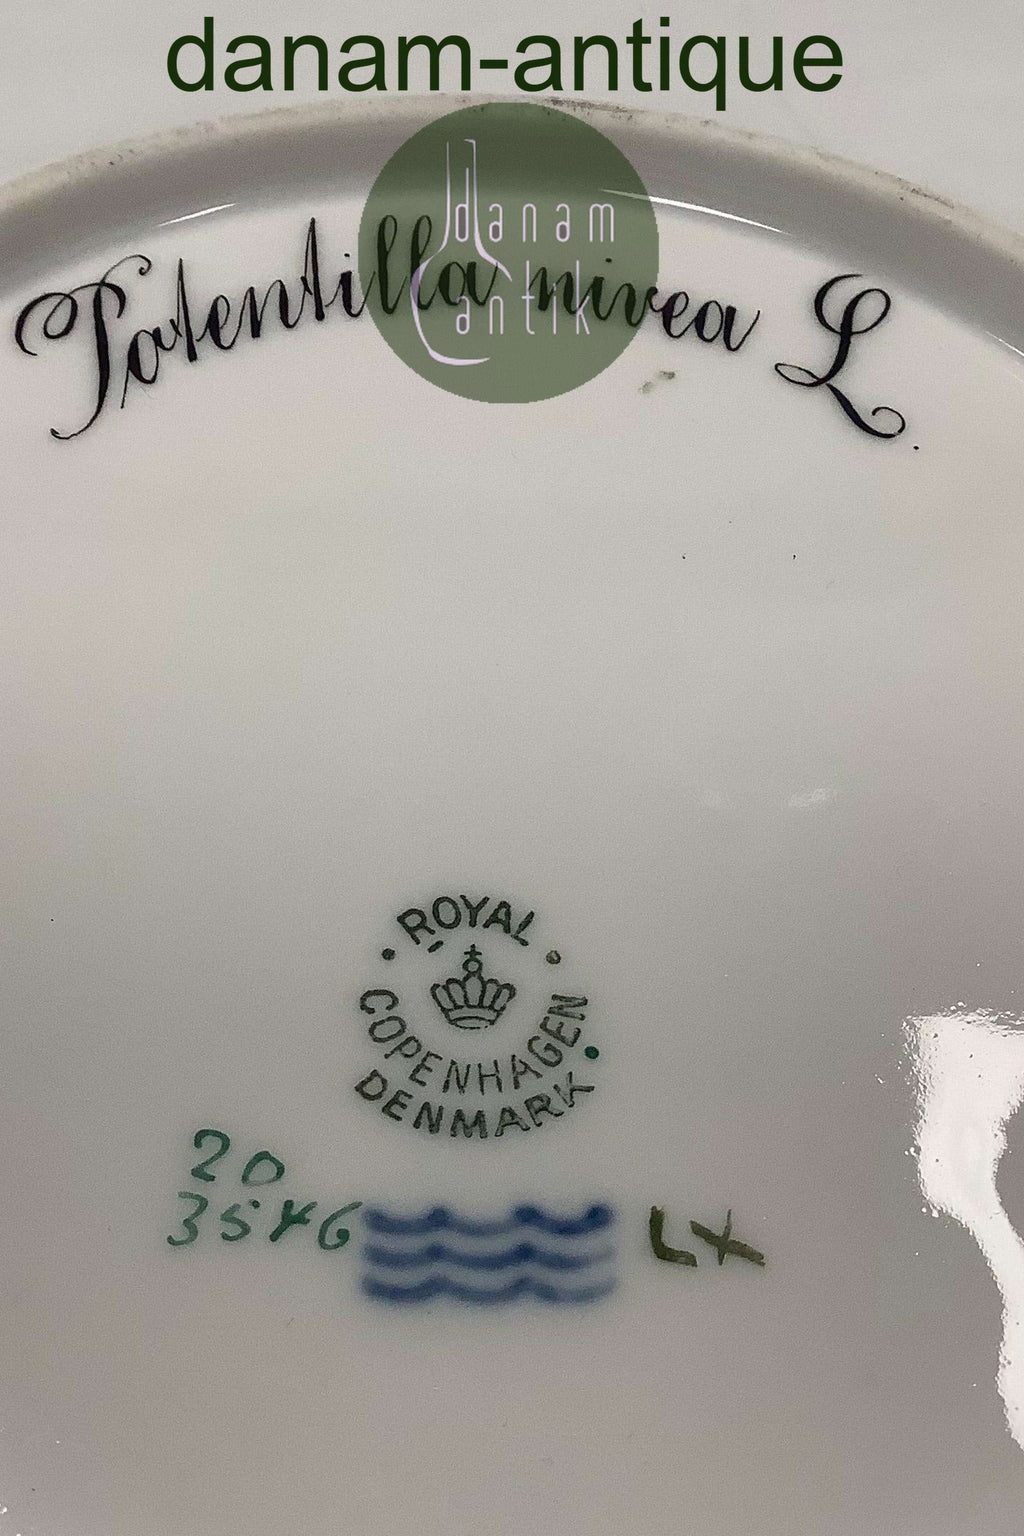 danam-antique
danam
antik
Potentilla nivea L.
ROYAL
COPENHAGEN
DENMARK
20
3546
LX